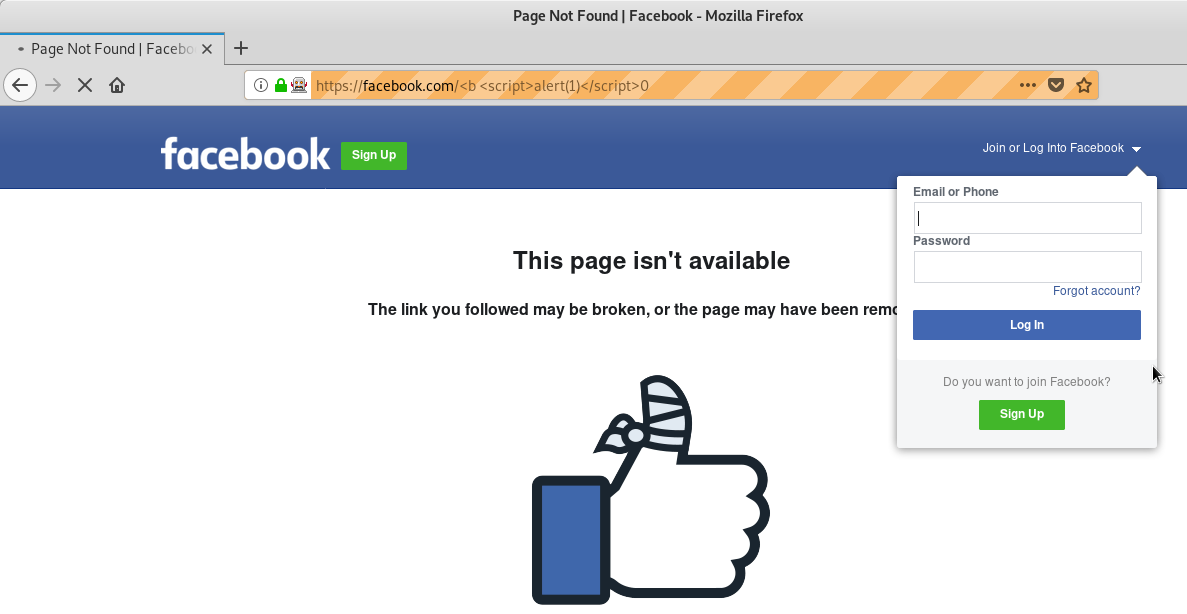 Page Not Found | Facebook - Mozilla Firefox
Page Not Found | Facebo
https://facebook.com/<b <script>alert(1)</script>0
facebook
Sign Up
Join or Log Into Facebook
Email or Phone
Password
Forgot account?
Log In
Do you want to join Facebook?
Sign Up
This page isn't available
The link you followed may be broken, or the page may have been remo